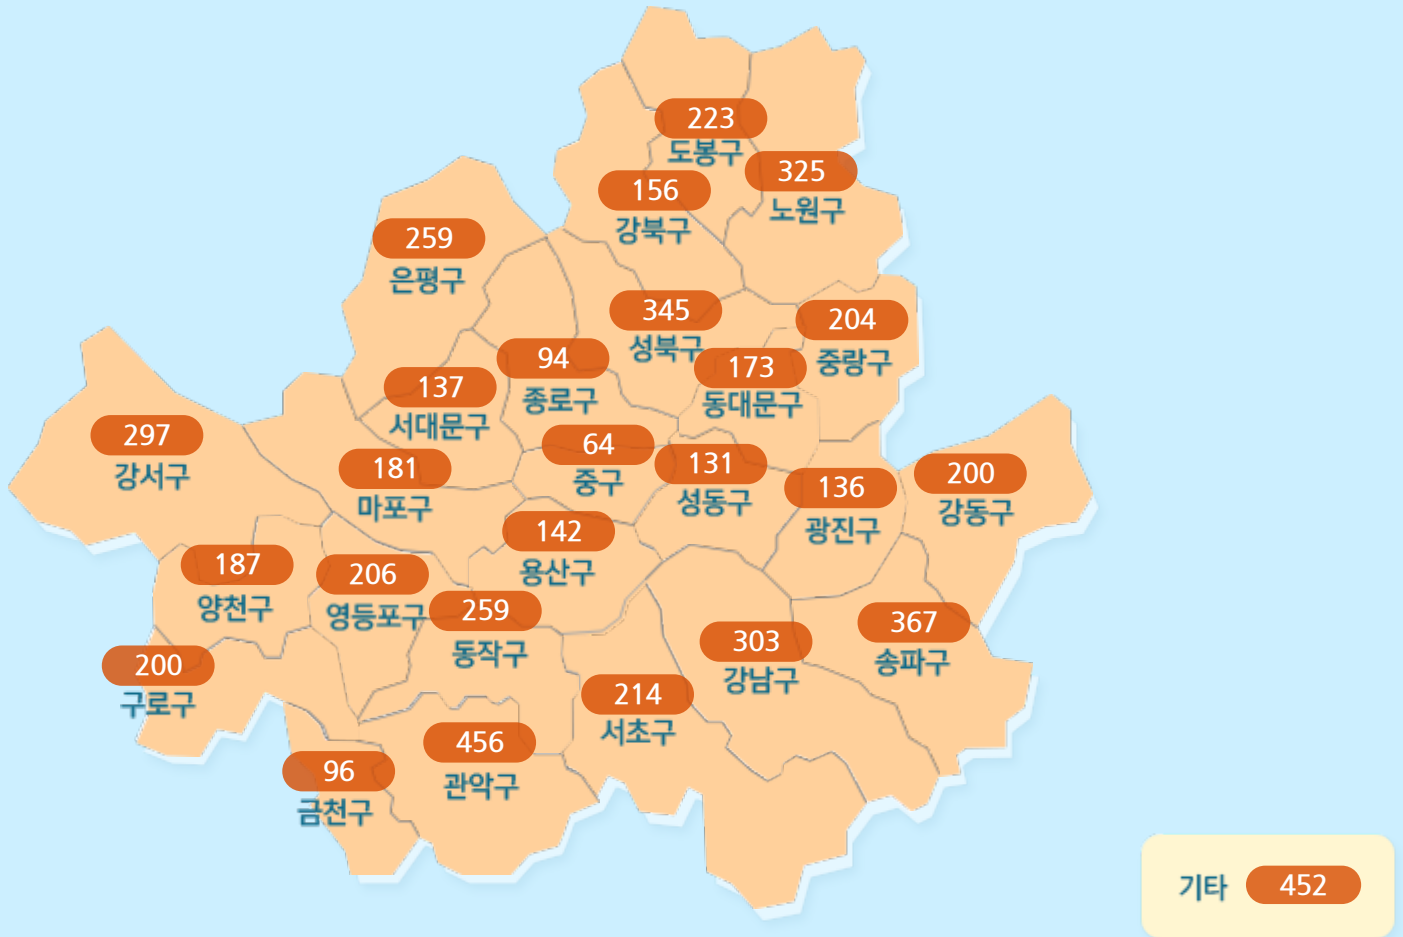 223
도봉구
325
노원구
156
강북구
259
은평구
345
성북구
204
중랑구
94
종로구
173
동대문구
137
서대문구
297
강서구
64
중구
131
성동구
181
마포구
136
광진구
200
강동구
142
용산구
187
양천구
206
영등포구
259
동작구
303
강남구
367
송파구
200
구로구
214
서초구
456
관악구
96
금천구
기타 452